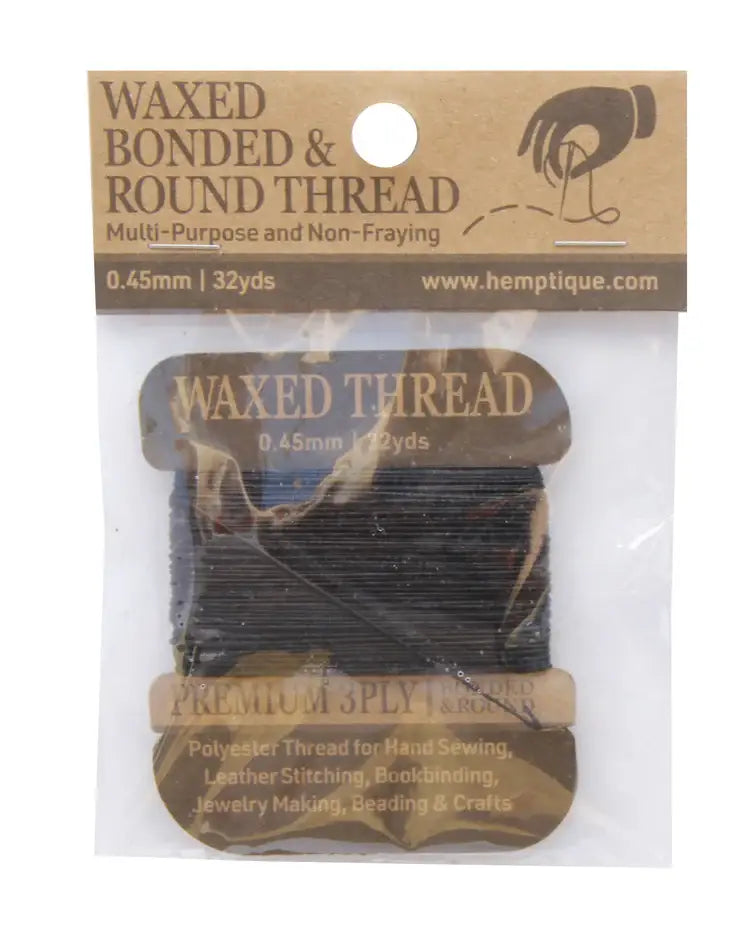 WAXED
BONDED &
ROUND THREAD
Multi-Purpose and Non-Fraying
0.45mm | 32yds
www.hemptique.com
WAXED THREAD
0.45mm | 32yds
PREMIUM 3PLY | BONDED
&ROUND
Polyester Thread for Hand Sewing,
Leather Stitching, Bookbinding,
Jewelry Making, Beading & Crafts